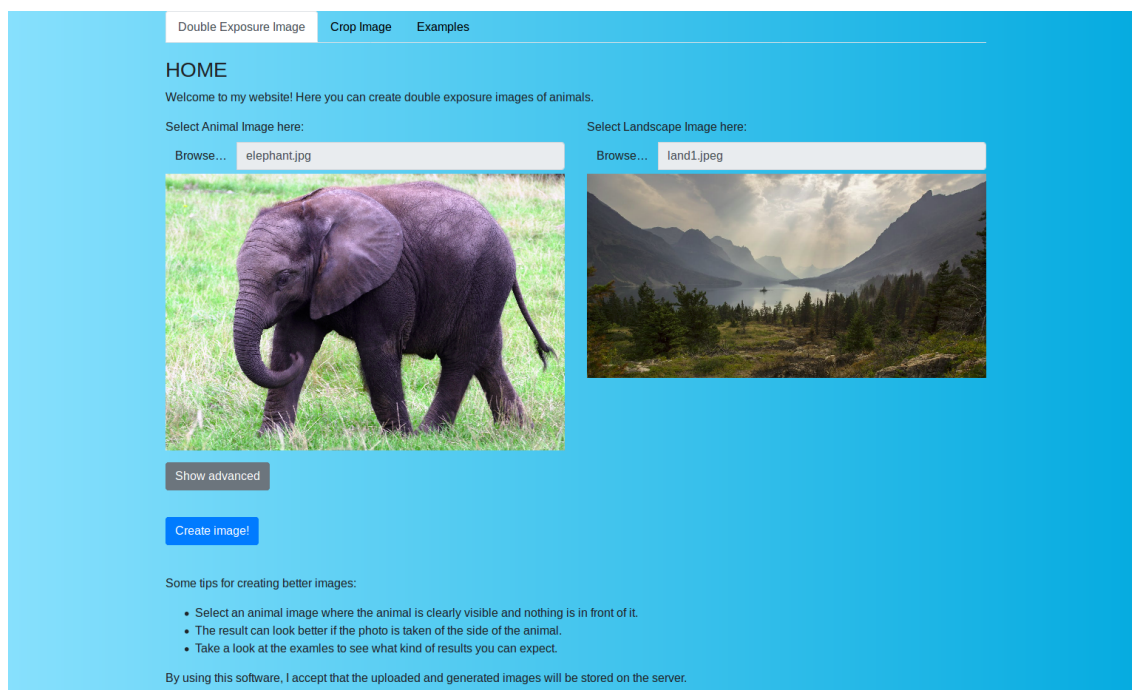 Double Exposure Image Crop Image Examples
HOME
Welcome to my website! Here you can create double exposure images of animals.
Select Animal Image here:
Browse… elephant.jpg
Select Landscape Image here:
Browse… land1.jpeg
Show advanced
Create image!
Some tips for creating better images:
• Select an animal image where the animal is clearly visible and nothing is in front of it.
• The result can look better if the photo is taken of the side of the animal.
• Take a look at the examles to see what kind of results you can expect.
By using this software, I accept that the uploaded and generated images will be stored on the server.